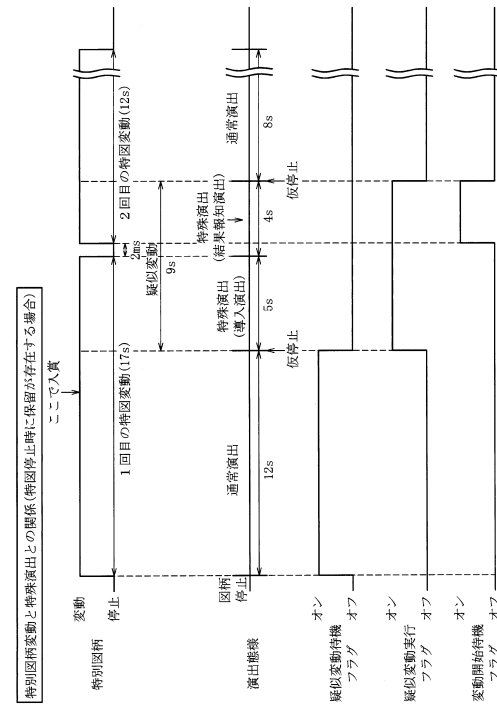 特別図柄変動と特殊演出との関係(特図停止時に保留が存在する場合)
ここで入賞
変動
特別図柄
停止
1回目の特図変動(17s)
2ms
2回目の特図変動(12s)
疑似変動
9s
図柄
停止
演出態様
通常演出
12s
特殊演出
(導入演出)
5s
特殊演出
(結果報知演出)
4s
通常演出
8s
仮停止
仮停止
オン
疑似変動待機
フラグ
オフ
オン
疑似変動実行
フラグ
オフ
オン
変動開始待機
フラグ
オフ